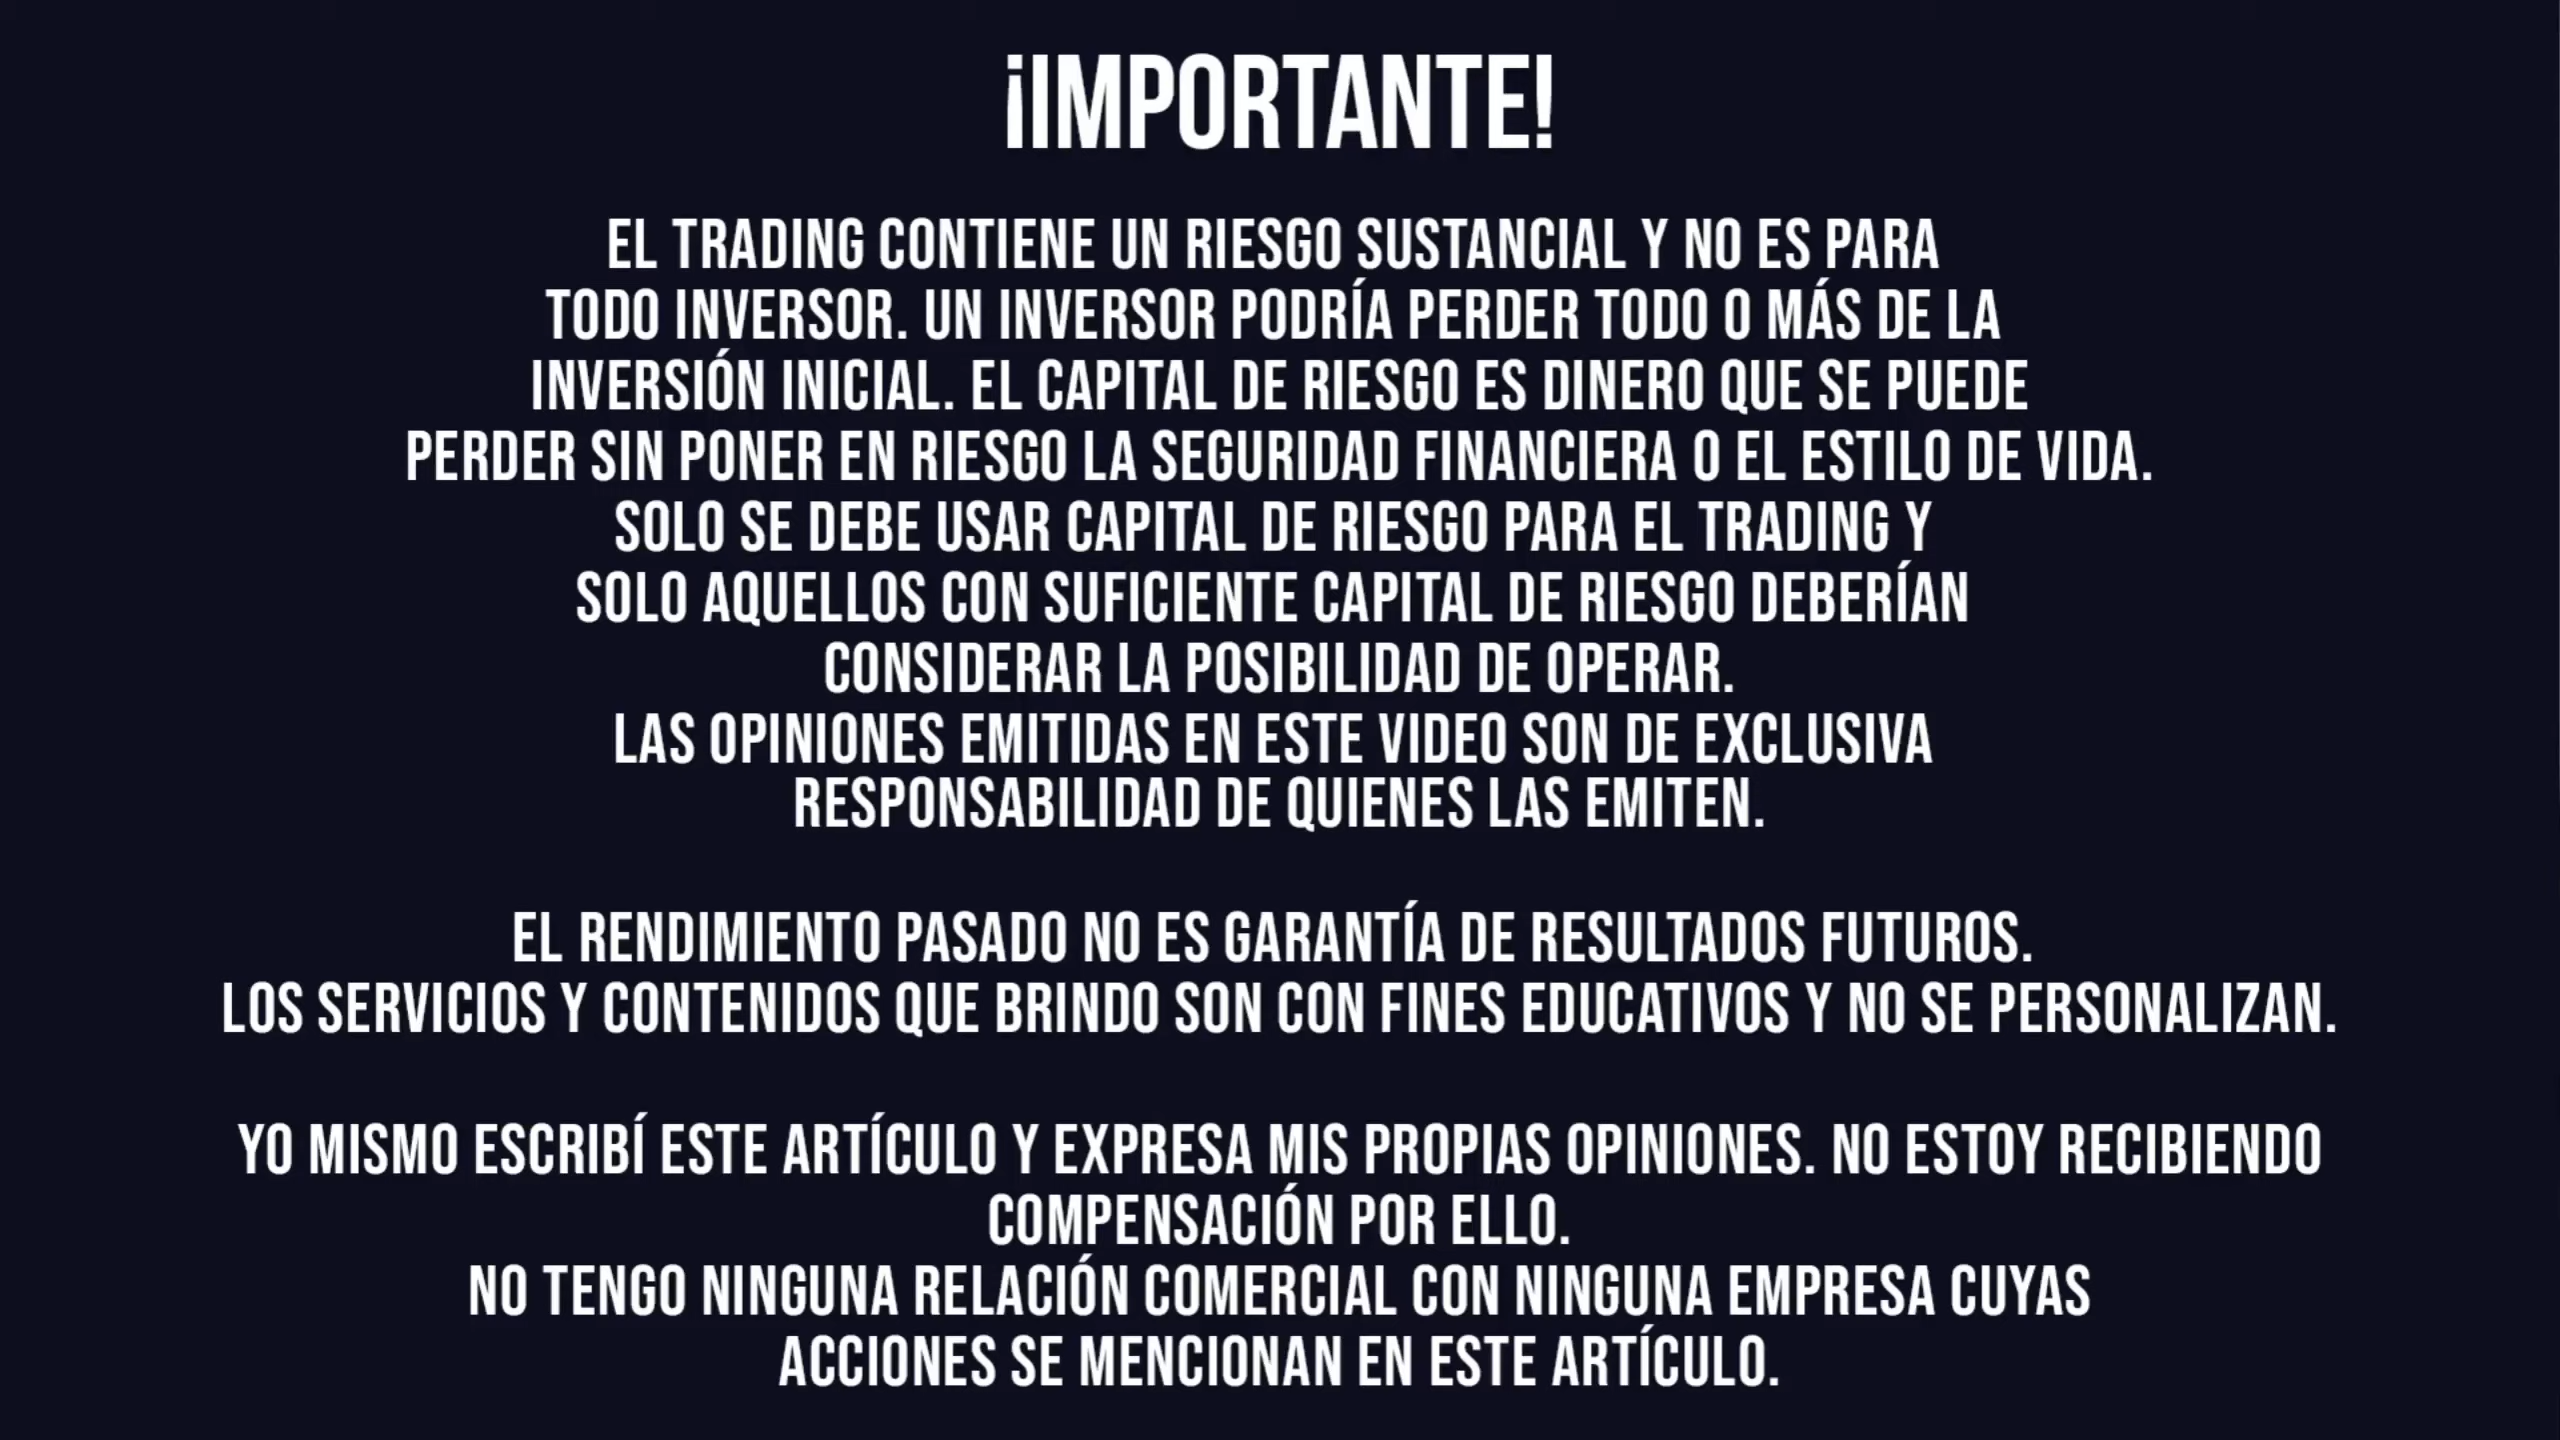 ¡IMPORTANTE!
EL TRADING CONTIENE UN RIESGO SUSTANCIAL Y NO ES PARA
TODO INVERSOR. UN INVERSOR PODRÍA PERDER TODO O MÁS DE LA
INVERSIÓN INICIAL. EL CAPITAL DE RIESGO ES DINERO QUE SE PUEDE
PERDER SIN PONER EN RIESGO LA SEGURIDAD FINANCIERA O EL ESTILO DE VIDA.
SOLO SE DEBE USAR CAPITAL DE RIESGO PARA EL TRADING Y
SOLO AQUELLOS CON SUFICIENTE CAPITAL DE RIESGO DEBERÍAN
CONSIDERAR LA POSIBILIDAD DE OPERAR.
LAS OPINIONES EMITIDAS EN ESTE VIDEO SON DE EXCLUSIVA
RESPONSABILIDAD DE QUIENES LAS EMITEN.
EL RENDIMIENTO PASADO NO ES GARANTÍA DE RESULTADOS FUTUROS.
LOS SERVICIOS Y CONTENIDOS QUE BRINDO SON CON FINES EDUCATIVOS Y NO SE PERSONALIZAN.
YO MISMO ESCRIBÍ ESTE ARTÍCULO Y EXPRESA MIS PROPIAS OPINIONES. NO ESTOY RECIBIENDO
COMPENSACIÓN POR ELLO.
NO TENGO NINGUNA RELACIÓN COMERCIAL CON NINGUNA EMPRESA CUYAS
ACCIONES SE MENCIONAN EN ESTE ARTÍCULO.